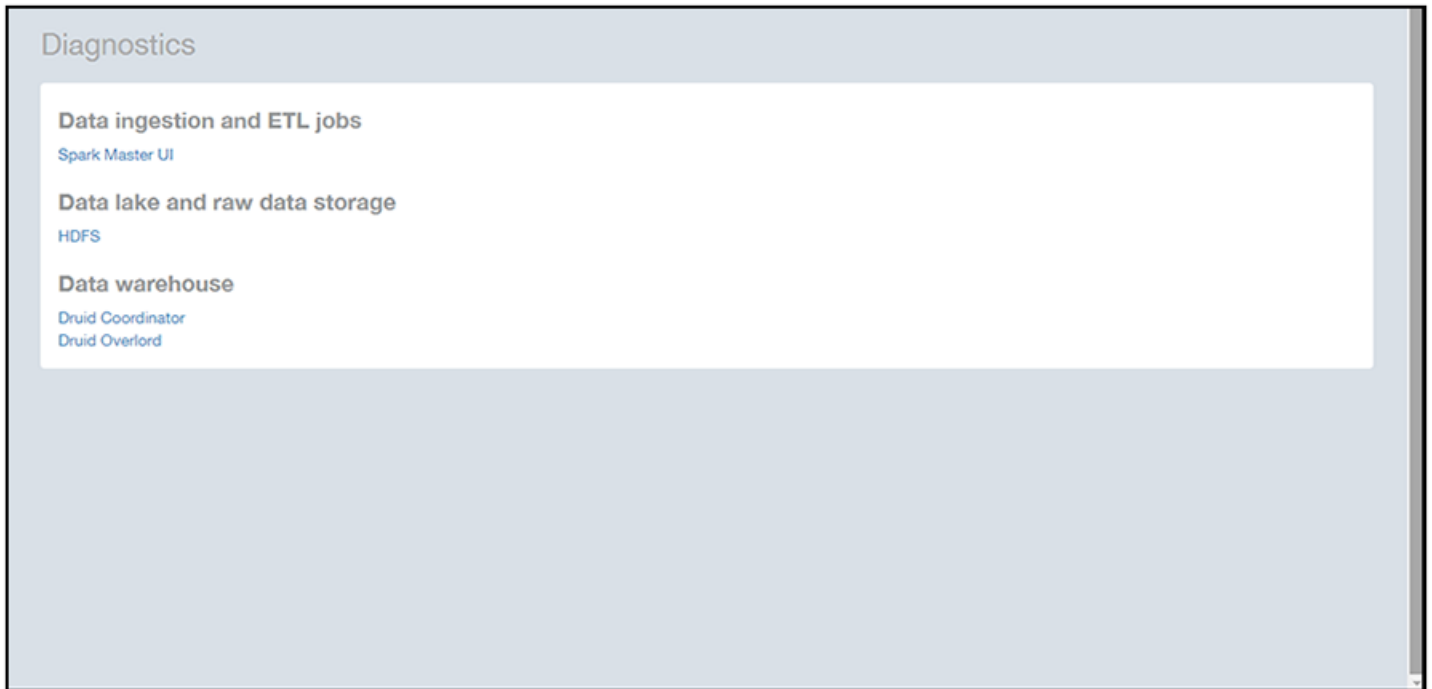 Diagnostics
Data ingestion and ETL jobs
Spark Master UI
Data lake and raw data storage
HDFS
Data warehouse
Druid Coordinator
Druid Overlord